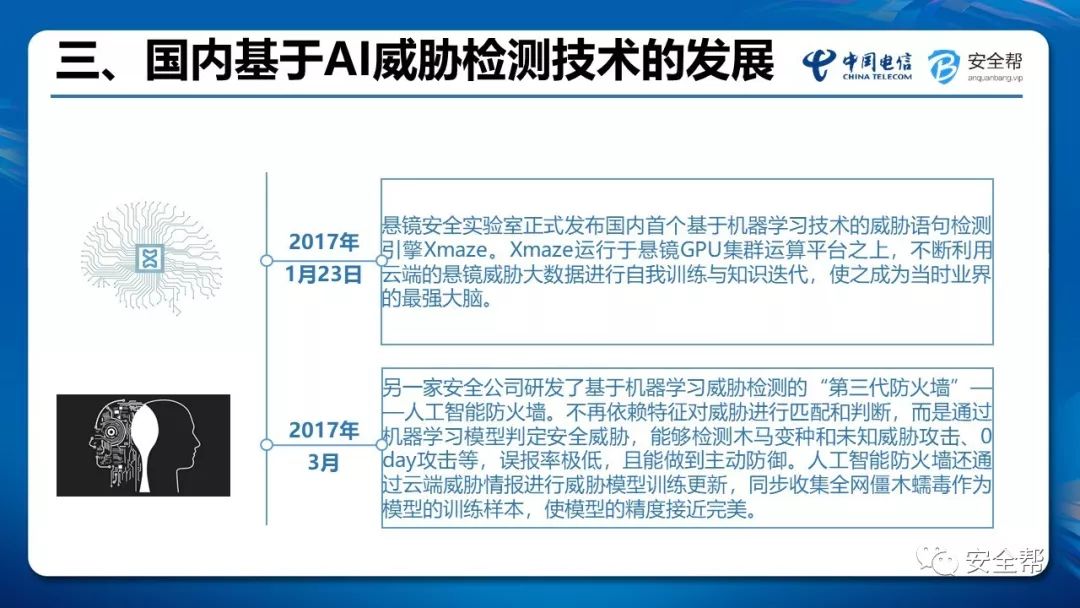 三、国内基于AI威胁检测技术的发展
中国电信
CHINA TELECOM
安全帮
anquanbang.vip
2017年
1月23日
悬镜安全实验室正式发布国内首个基于机器学习技术的威胁语句检测
引擎Xmaze。Xmaze运行于悬镜GPU集群运算平台之上，不断利用
云端的悬镜威胁大数据进行自我训练与知识迭代，使之成为当时业界
的最强大脑。
2017年
3月
另一家安全公司研发了基于机器学习威胁检测的“第三代防火墙”—
—人工智能防火墙。不再依赖特征对威胁进行匹配和判断，而是通过
机器学习模型判定安全威胁，能够检测木马变种和未知威胁攻击、0
day攻击等，误报率极低，且能做到主动防御。人工智能防火墙还通
过云端威胁情报进行威胁模型训练更新，同步收集全网僵木蠕毒作为
模型的训练样本，使模型的精度接近完美。
安全帮